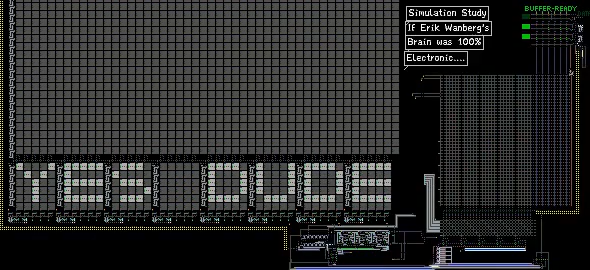 BUFFER-READY
Simulation Study
If Erik Wanberg's
Brain was 100%
Electronic....
YES DUDE